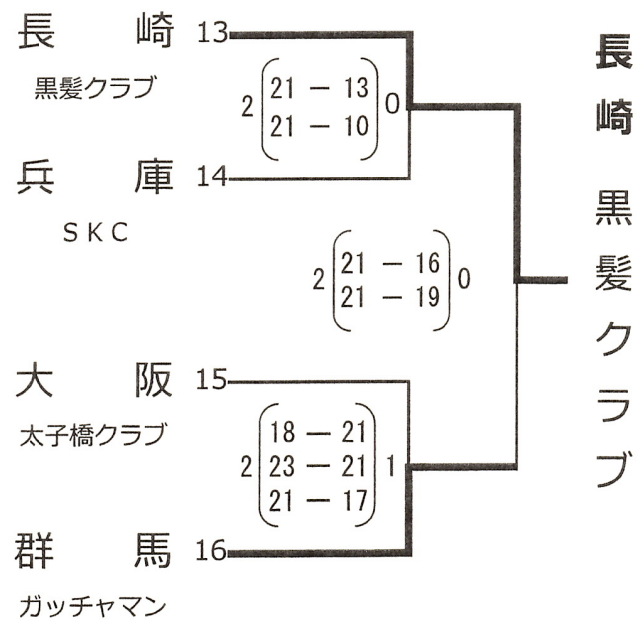 長崎 13
黒髪クラブ
2 21 — 13 0
21 — 10
兵庫 14
SKC
2 21 — 16 0
21 — 19
大阪 15
太子橋クラブ
18 — 21
2 23 — 21 1
21 — 17
群馬 16
ガッチャマン
長崎 黒髪クラブ